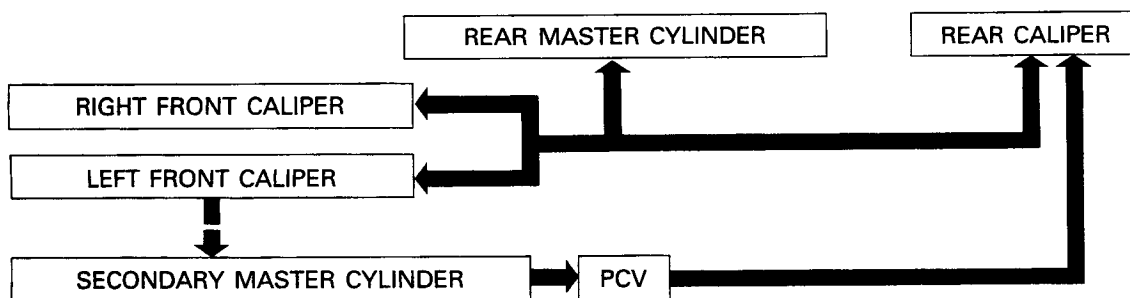 REAR MASTER CYLINDER
REAR CALIPER
RIGHT FRONT CALIPER
LEFT FRONT CALIPER
SECONDARY MASTER CYLINDER
PCV